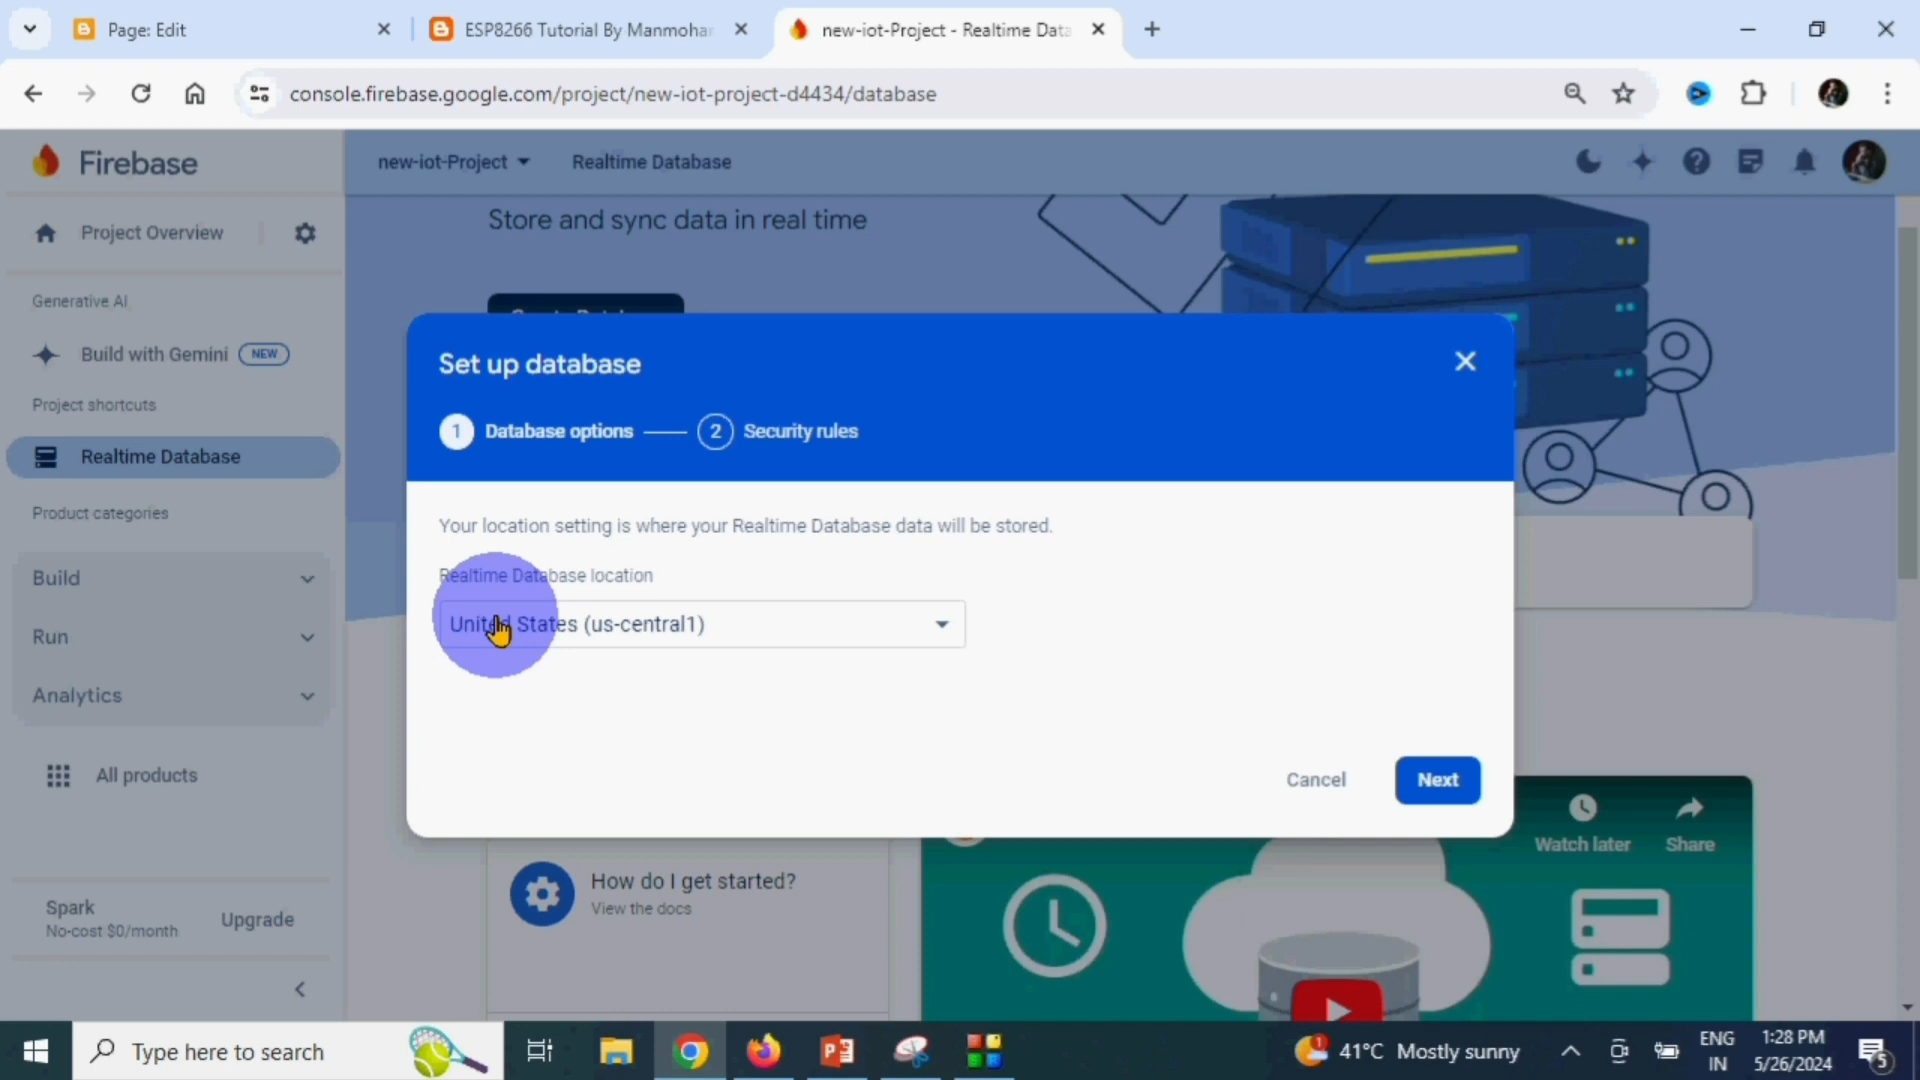 Page: Edit
ESP8266 Tutorial By Manmoha
new-iot-Project - Realtime Data
console.firebase.google.com/project/new-iot-project-d4434/database
Firebase
new-iot-Project
Realtime Database
Project Overview
Store and sync data in real time
Generative AI
Build with Gemini
NEW
Project shortcuts
Realtime Database
Product categories
Build
Run
Analytics
All products
Spark
No-cost $0/month
Upgrade
Set up database
1 Database options
2 Security rules
Your location setting is where your Realtime Database data will be stored.
Realtime Database location
United States (us-central1)
Cancel
Next
How do I get started?
View the docs
Watch later
Share
Type here to search
1
41°C Mostly sunny
ENG
IN
1:28 PM
5/26/2024
5